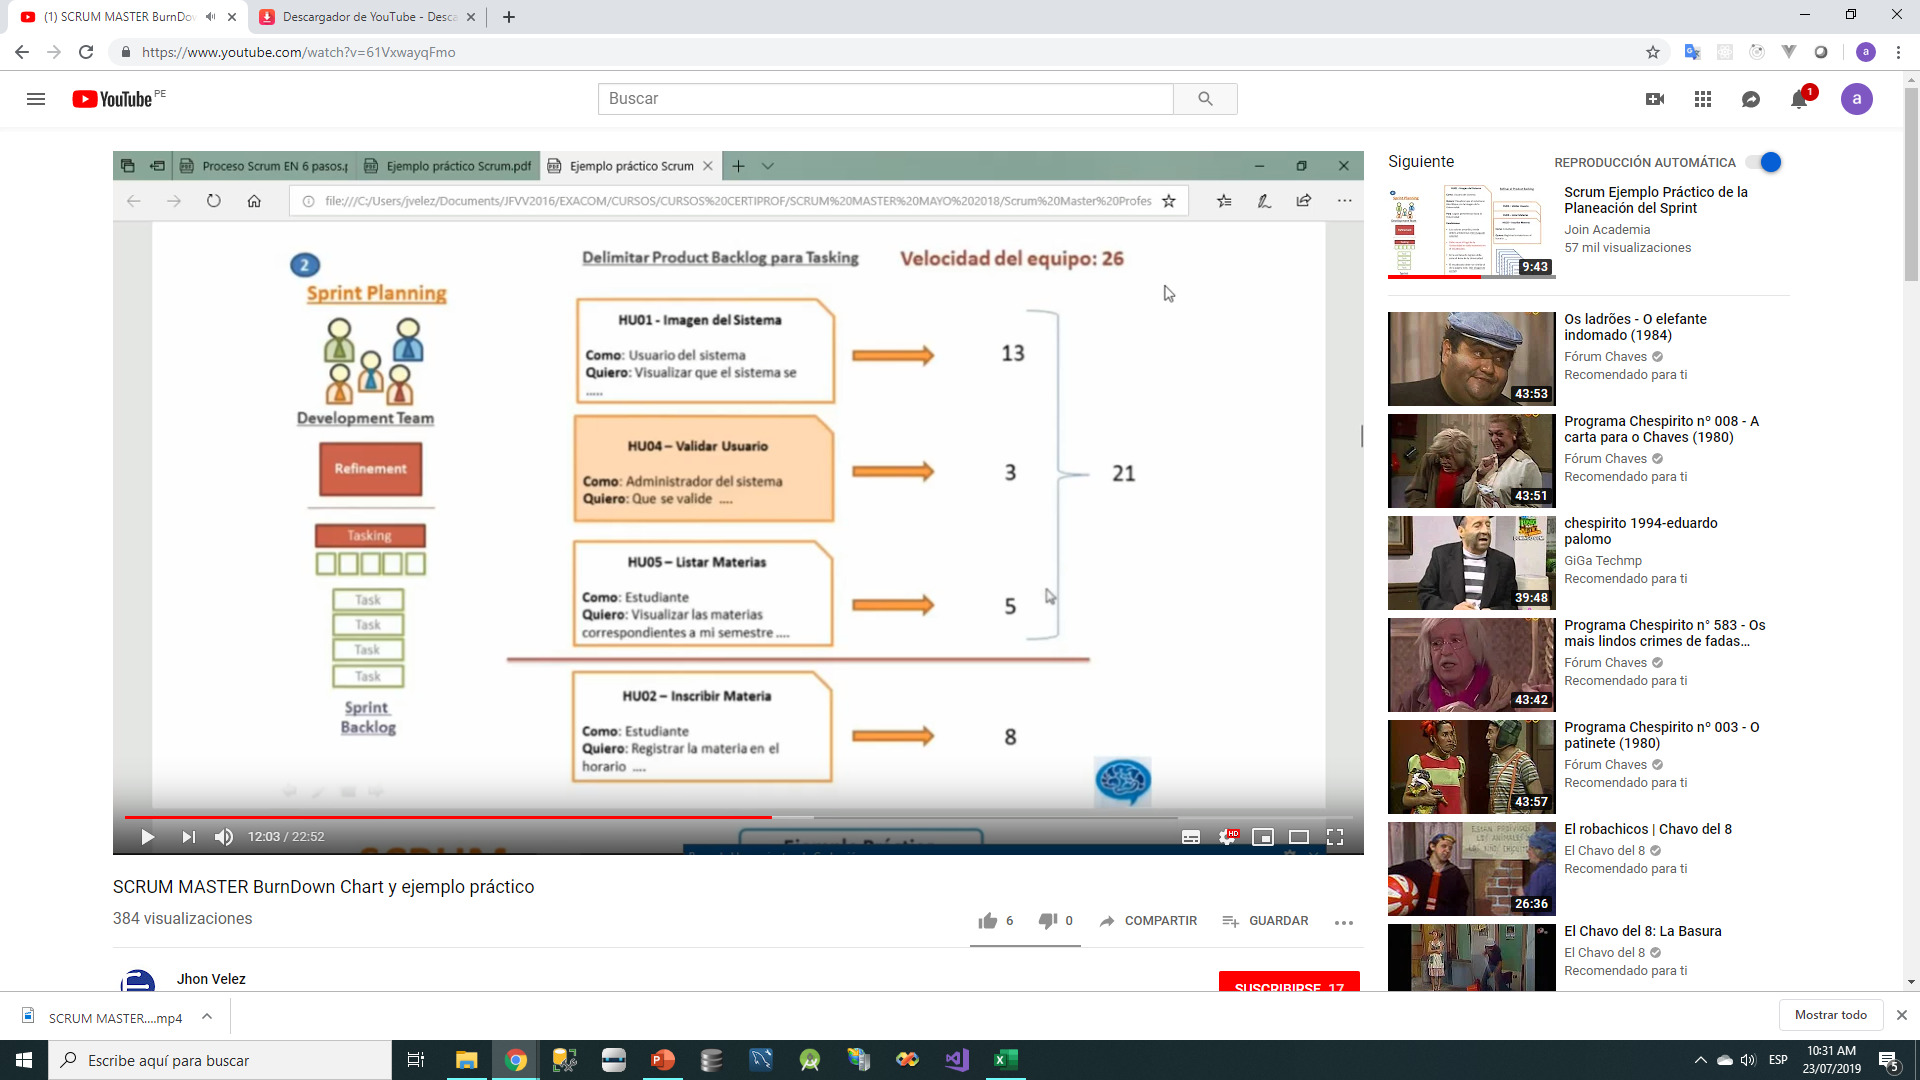 (1) SCRUM MASTER BurnDow
Descargador de YouTube - Desca
https://www.youtube.com/watch?v=61VxwayqFmo
a
YouTube PE
Buscar
1
a
Proceso Scrum EN 6 pasos.p
Ejemplo práctico Scrum.pdf
Ejemplo práctico Scrum
file:///C:/Users/jvelez/Documents/JFVV2016/EXACOM/CURSOS/CURSOS%20CERTIPROF/SCRUM%20MASTER%20MAYO%202018/Scrum%20Master%20Profes
2
Sprint Planning
Development Team
Refinement
Tasking
Task
Task
Task
Task
Sprint
Backlog
Delimitar Product Backlog para Tasking
Velocidad del equipo: 26
HU01 - Imagen del Sistema
Como: Usuario del sistema
Quiero: Visualizar que el sistema se
.....
13
HU04 – Validar Usuario
Como: Administrador del sistema
Quiero: Que se valide ....
3
21
HU05 – Listar Materias
Como: Estudiante
Quiero: Visualizar las materias
correspondientes a mi semestre ....
5
HU02 – Inscribir Materia
Como: Estudiante
Quiero: Registrar la materia en el
horario ....
8
12:03 / 22:52
HD
SCRUM MASTER BurnDown Chart y ejemplo práctico
384 visualizaciones
6
0
COMPARTIR
GUARDAR
Jhon Velez
SUSCRIBIRSE 17
Siguiente
REPRODUCCIÓN AUTOMÁTICA
9:43
Scrum Ejemplo Práctico de la
Planeación del Sprint
Join Academia
57 mil visualizaciones
43:53
Os ladrões - O elefante
indomado (1984)
Fórum Chaves
Recomendado para ti
43:51
Programa Chespirito nº 008 - A
carta para o Chaves (1980)
Fórum Chaves
Recomendado para ti
39:48
chespirito 1994-eduardo
palomo
GiGa Techmp
Recomendado para ti
43:42
Programa Chespirito n° 583 - Os
mais lindos crimes de fadas...
Fórum Chaves
Recomendado para ti
43:57
Programa Chespirito nº 003 - O
patinete (1980)
Fórum Chaves
Recomendado para ti
26:36
El robachicos | Chavo del 8
El Chavo del 8
Recomendado para ti
El Chavo del 8: La Basura
El Chavo del 8
Recomendado para ti
SCRUM MASTER....mp4
Mostrar todo
Escribe aquí para buscar
ESP
10:31 AM
23/07/2019
5